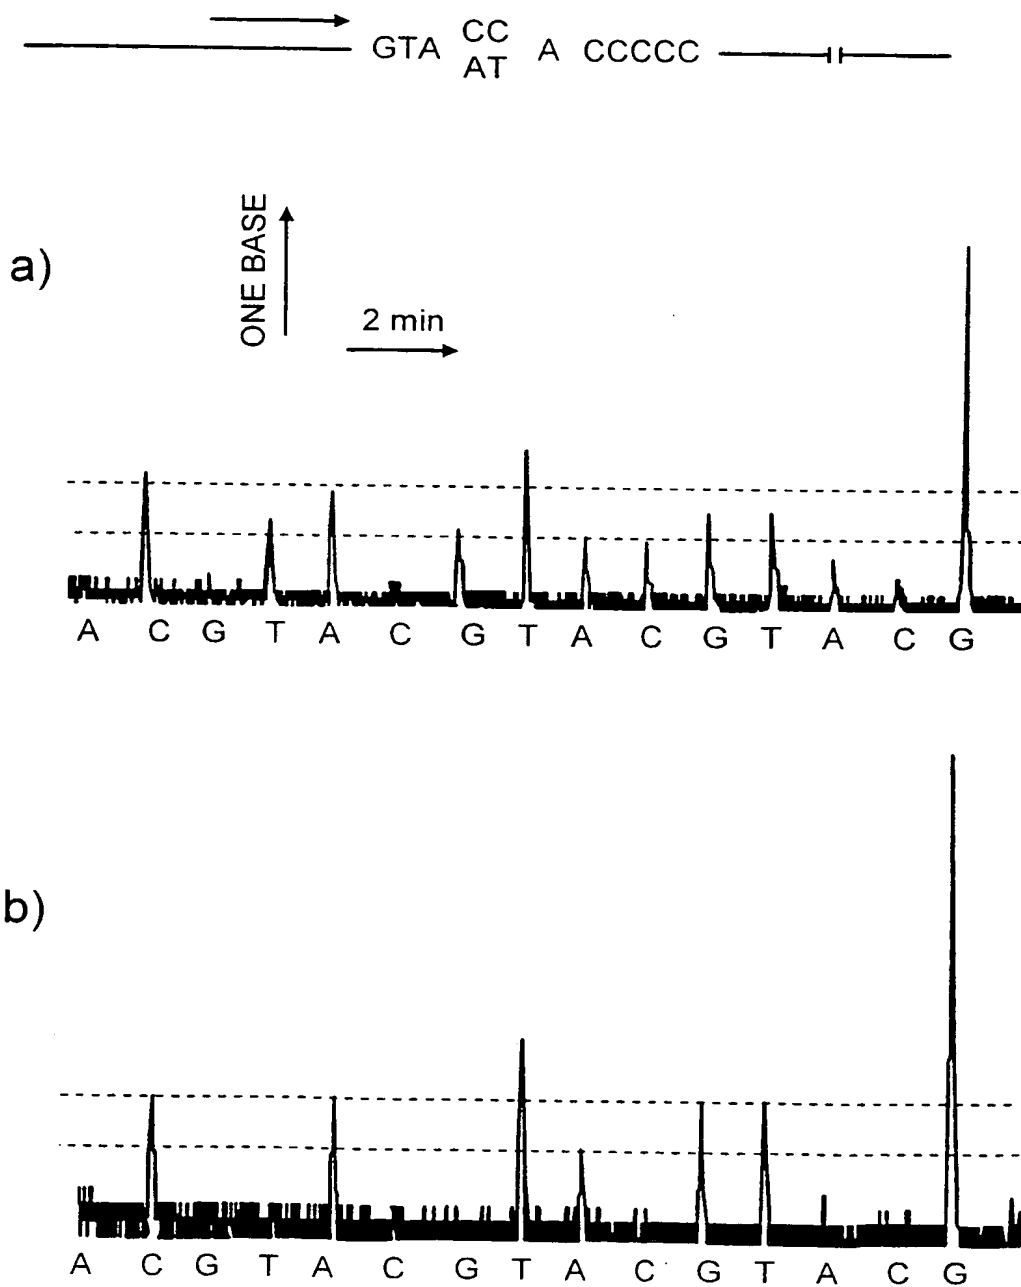 GTA CC A CCCCC
AT
a)
ONE BASE
2 min
A C G T A C G T A C G T A C G
b)
A C G T A C G T A C G T A C G